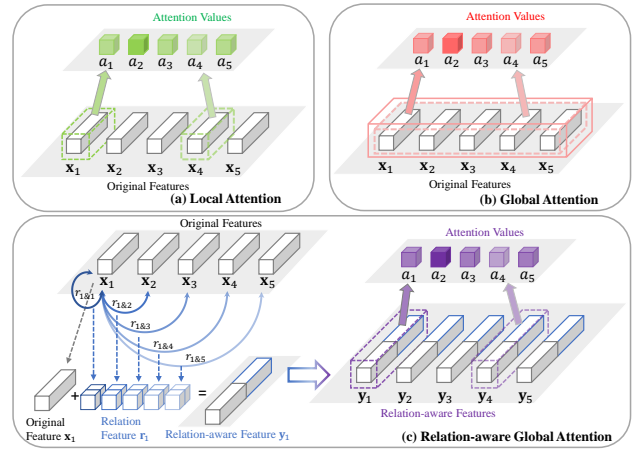 Attention Values
a1 a2 a3 a4 a5
x1 x2 x3 x4 x5
Original Features
(a) Local Attention
Attention Values
a1 a2 a3 a4 a5
x1 x2 x3 x4 x5
Original Features
(b) Global Attention
Original Features
x1 x2 x3 x4 x5
r1&1
r1&2
r1&3
r1&4
r1&5
+ =
Original
Feature x1
Relation
Feature r1
Relation-aware Feature y1
Attention Values
a1 a2 a3 a4 a5
y1 y2 y3 y4 y5
Relation-aware Features
(c) Relation-aware Global Attention